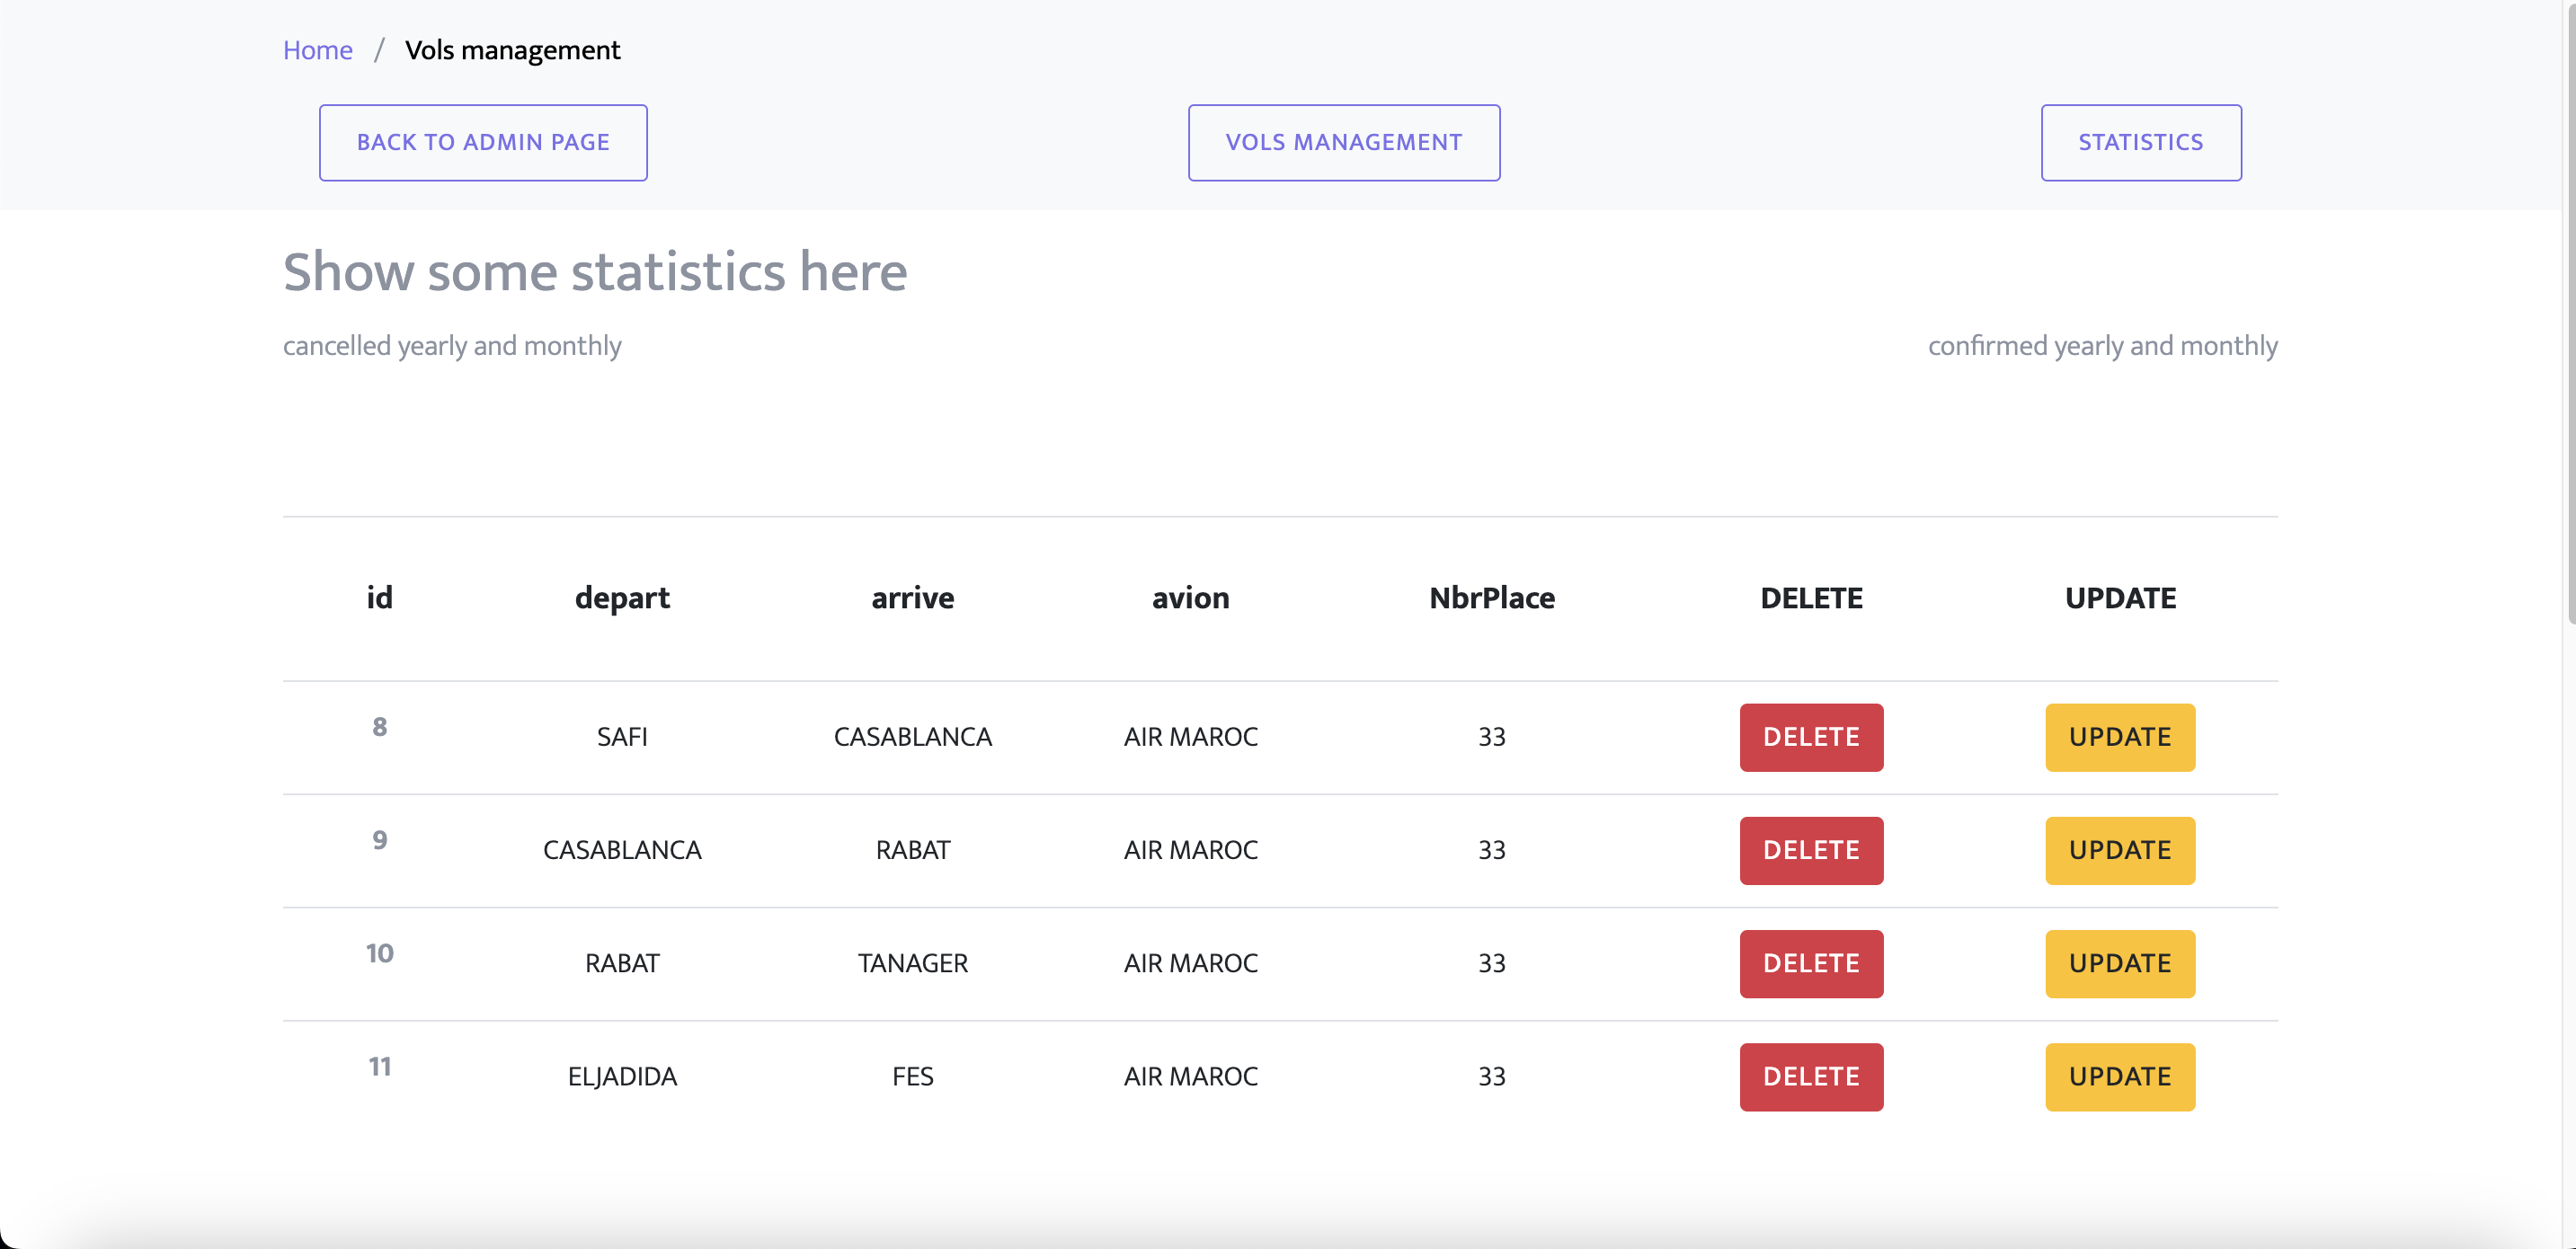 Home / Vols management
BACK TO ADMIN PAGE VOLS MANAGEMENT STATISTICS
Show some statistics here
cancelled yearly and monthly confirmed yearly and monthly
id depart arrive avion NbrPlace DELETE UPDATE
8 SAFI CASABLANCA AIR MAROC 33 DELETE UPDATE
9 CASABLANCA RABAT AIR MAROC 33 DELETE UPDATE
10 RABAT TANAGER AIR MAROC 33 DELETE UPDATE
11 ELJADIDA FES AIR MAROC 33 DELETE UPDATE